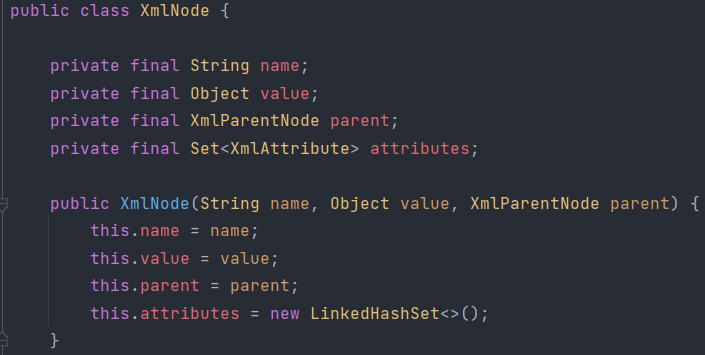 public class XmlNode {
    private final String name;
    private final Object value;
    private final XmlParentNode parent;
    private final Set<XmlAttribute> attributes;
    public XmlNode(String name, Object value, XmlParentNode parent) {
        this.name = name;
        this.value = value;
        this.parent = parent;
        this.attributes = new LinkedHashSet<>();
    }